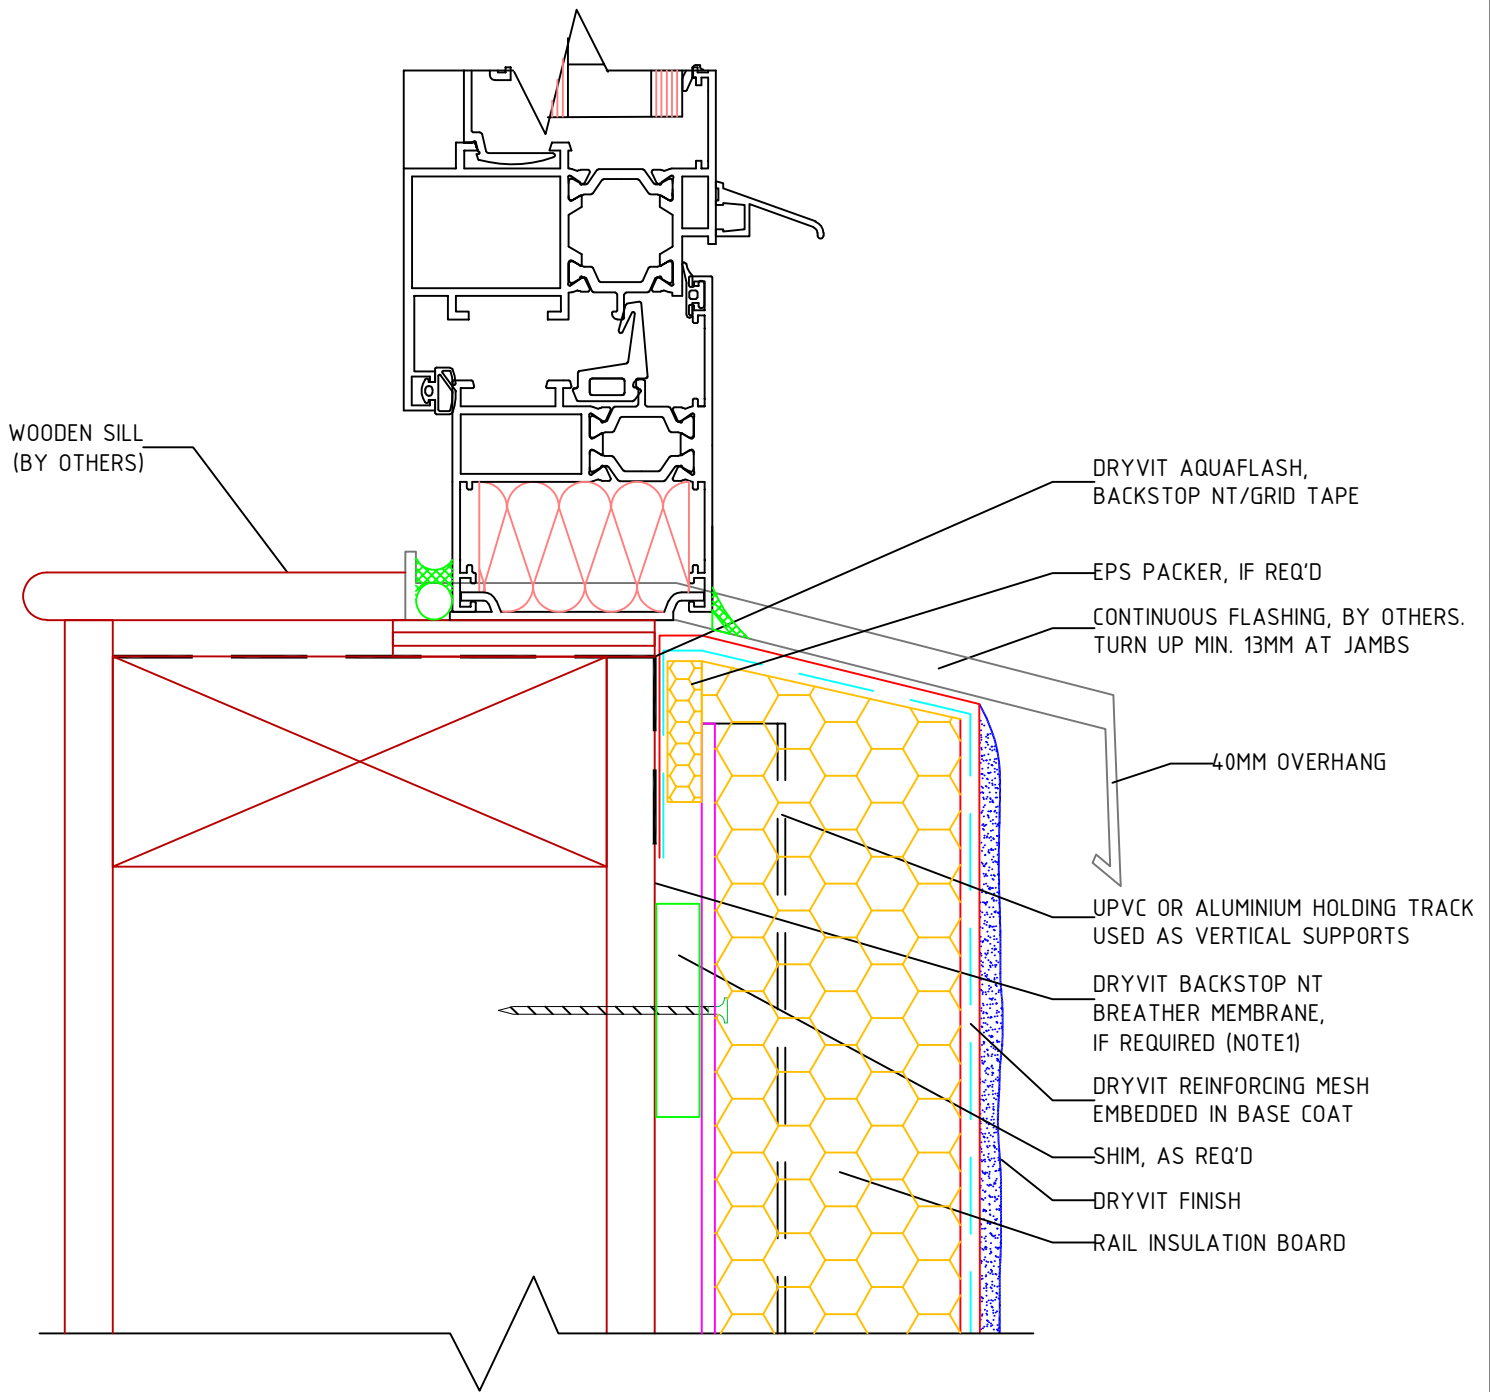 WOODEN SILL
(BY OTHERS)
DRYVIT AQUAFLASH,
BACKSTOP NT/GRID TAPE
EPS PACKER, IF REQ'D
CONTINUOUS FLASHING, BY OTHERS.
TURN UP MIN. 13MM AT JAMBS
40MM OVERHANG
UPVC OR ALUMINIUM HOLDING TRACK
USED AS VERTICAL SUPPORTS
DRYVIT BACKSTOP NT
BREATHER MEMBRANE,
IF REQUIRED (NOTE1)
DRYVIT REINFORCING MESH
EMBEDDED IN BASE COAT
SHIM, AS REQ'D
DRYVIT FINISH
RAIL INSULATION BOARD